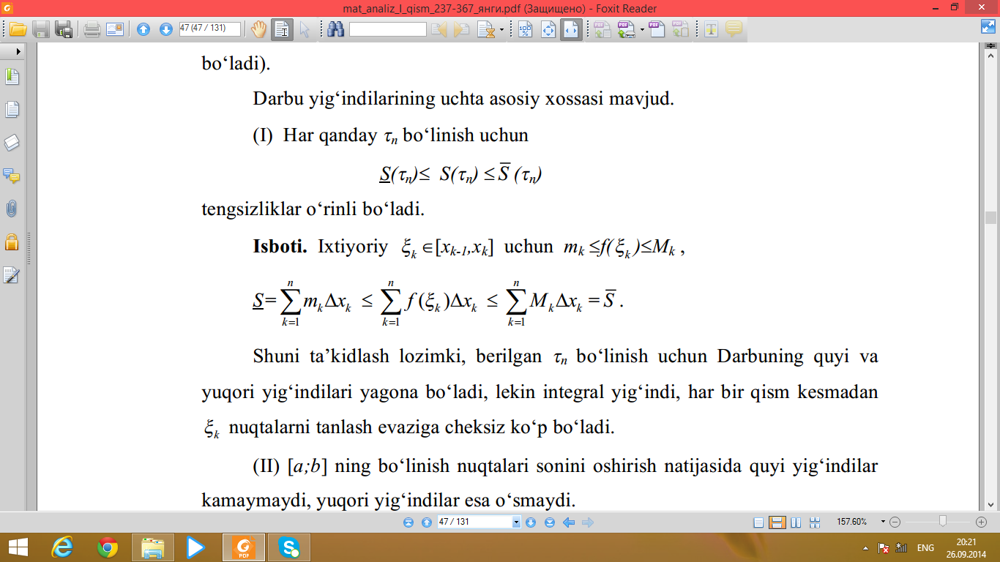 mat_analiz_I_qism_237-367_янги.pdf (Защищено) - Foxit Reader
47 (47 / 131)
bo‘ladi).
Darbu yig‘indilarining uchta asosiy xossasi mavjud.
(I) Har qanday τn bo‘linish uchun
S(τn)≤ S(τn) ≤ S̅ (τn)
tengsizliklar o‘rinli bo‘ladi.
Isboti. Ixtiyoriy ξk ∈[xk-1,xk] uchun mk ≤f(ξk)≤Mk ,
S̲= ∑_{k=1}^{n} mkΔxk ≤ ∑_{k=1}^{n} f(ξk)Δxk ≤ ∑_{k=1}^{n} MkΔxk = S̅ .
Shuni ta’kidlash lozimki, berilgan τn bo‘linish uchun Darbuning quyi va
yuqori yig‘indilari yagona bo‘ladi, lekin integral yig‘indi, har bir qism kesmadan
ξk nuqtalarni tanlash evaziga cheksiz ko‘p bo‘ladi.
(II) [a;b] ning bo‘linish nuqtalari sonini oshirish natijasida quyi yig‘indilar
kamaymaydi, yuqori yig‘indilar esa o‘smaydi.
47 / 131
157.60%
ENG
20:21
26.09.2014